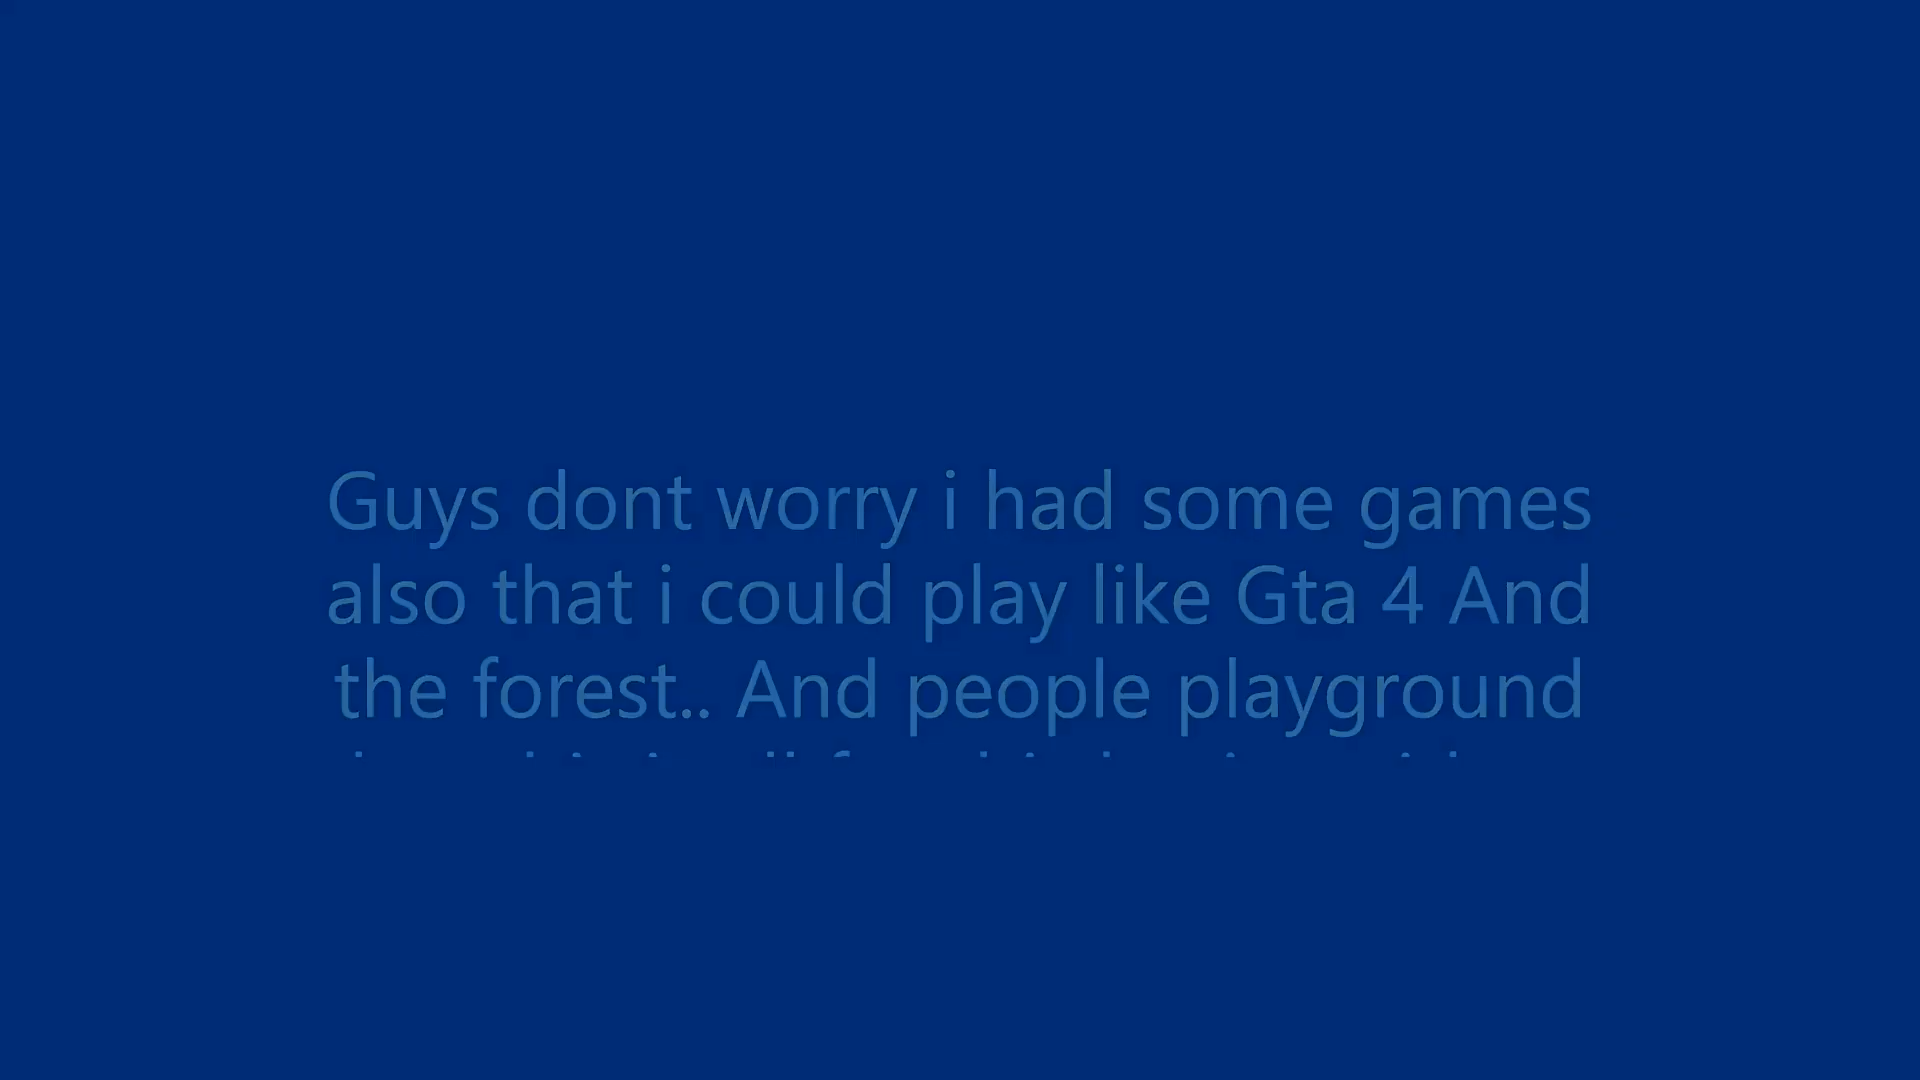 Guys dont worry i had some games
also that i could play like Gta 4 And
the forest.. And people playground